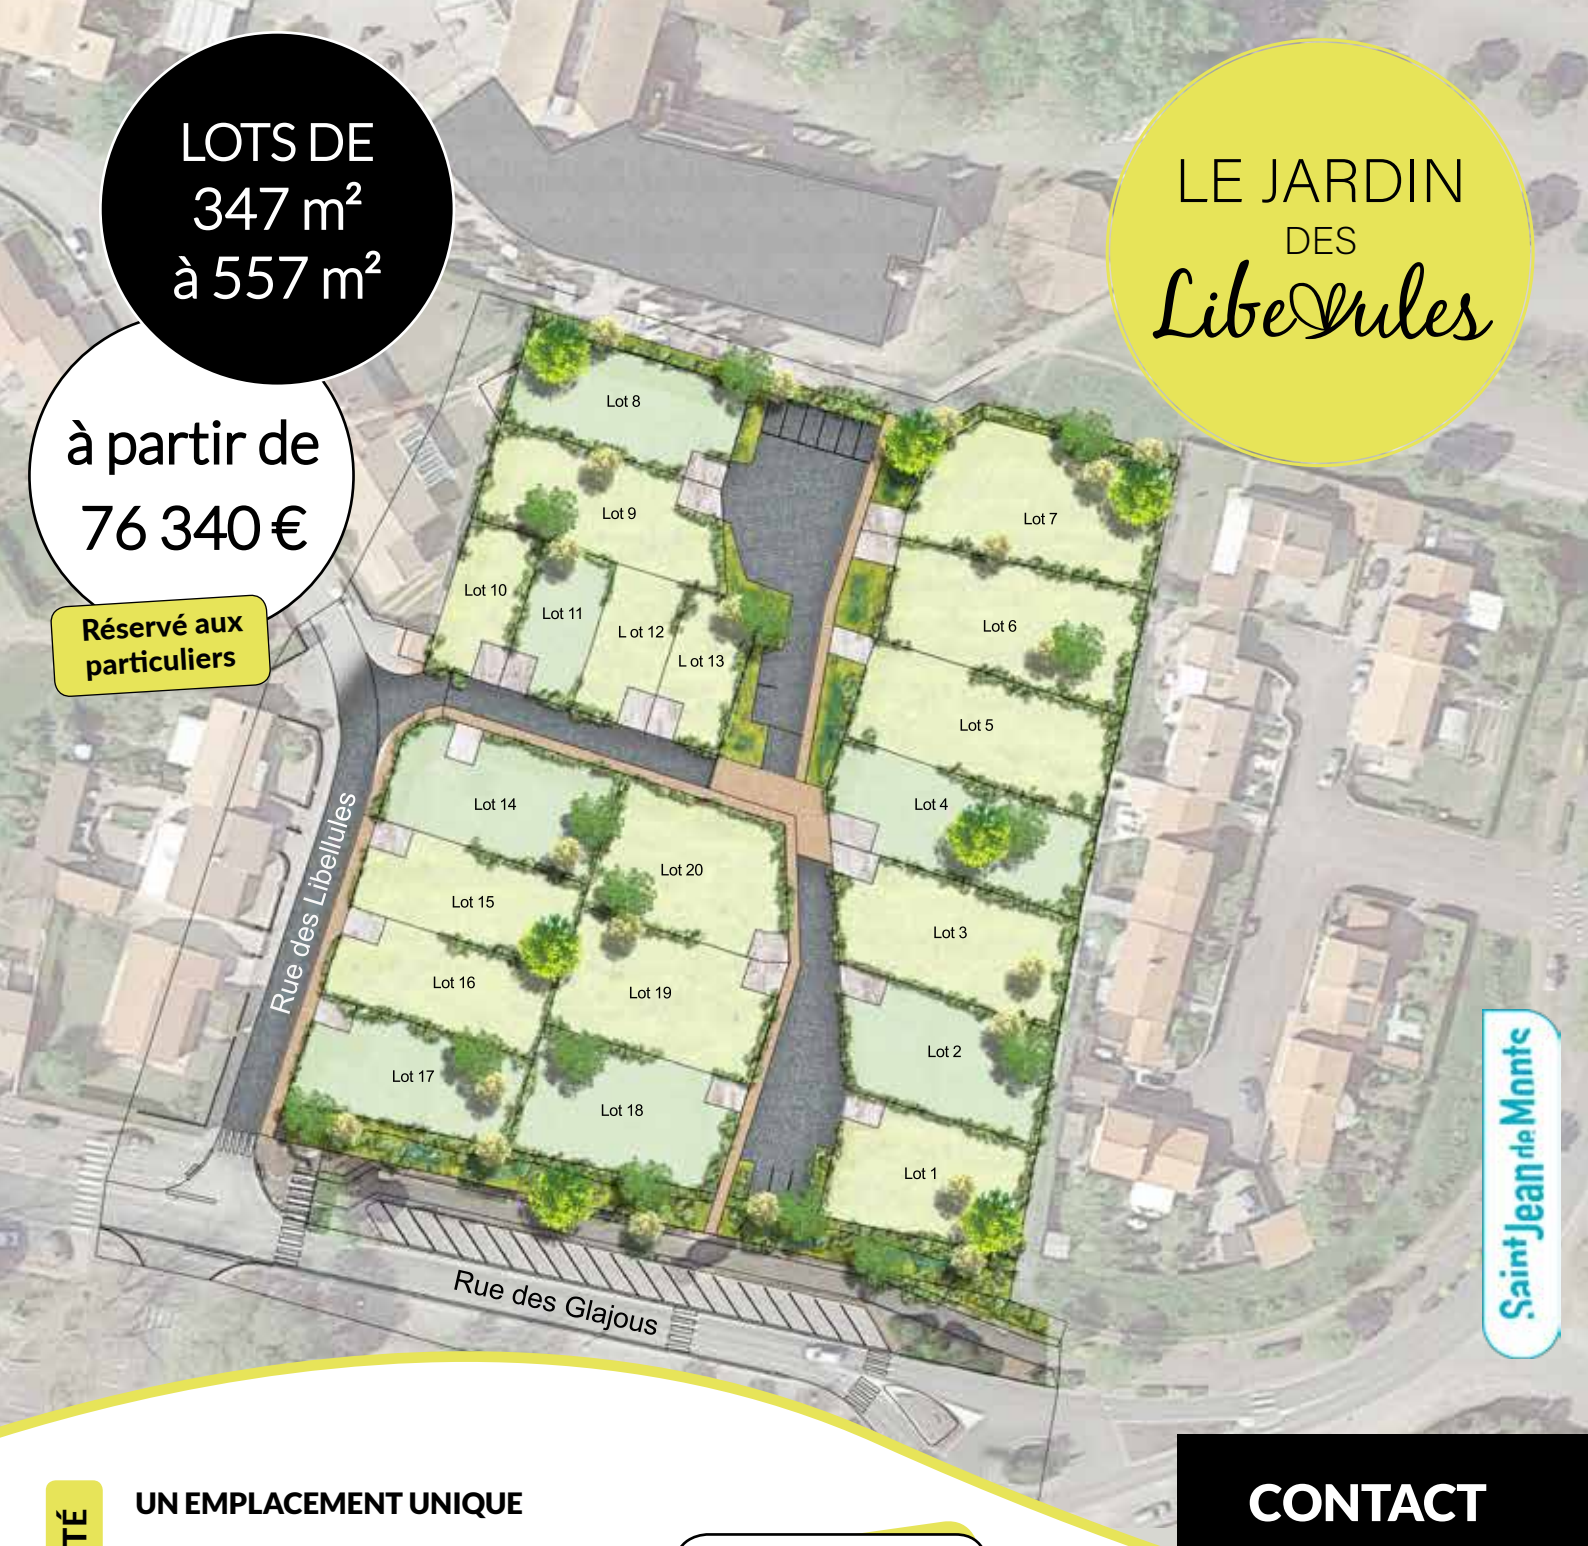 LOTS DE
347 m²
à 557 m²
à partir de
76 340 €
Réservé aux
particuliers
LE JARDIN
DES
Libellules
Lot 8
Lot 9
Lot 7
Lot 10
Lot 11
L ot 12
L ot 13
Lot 6
Lot 5
Lot 4
Lot 14
Lot 20
Lot 15
Lot 3
Lot 16
Lot 19
Lot 2
Lot 17
Lot 18
Lot 1
Rue des Libellules
Rue des Glajous
Saint Jean de Monts
TÉ
UN EMPLACEMENT UNIQUE
CONTACT